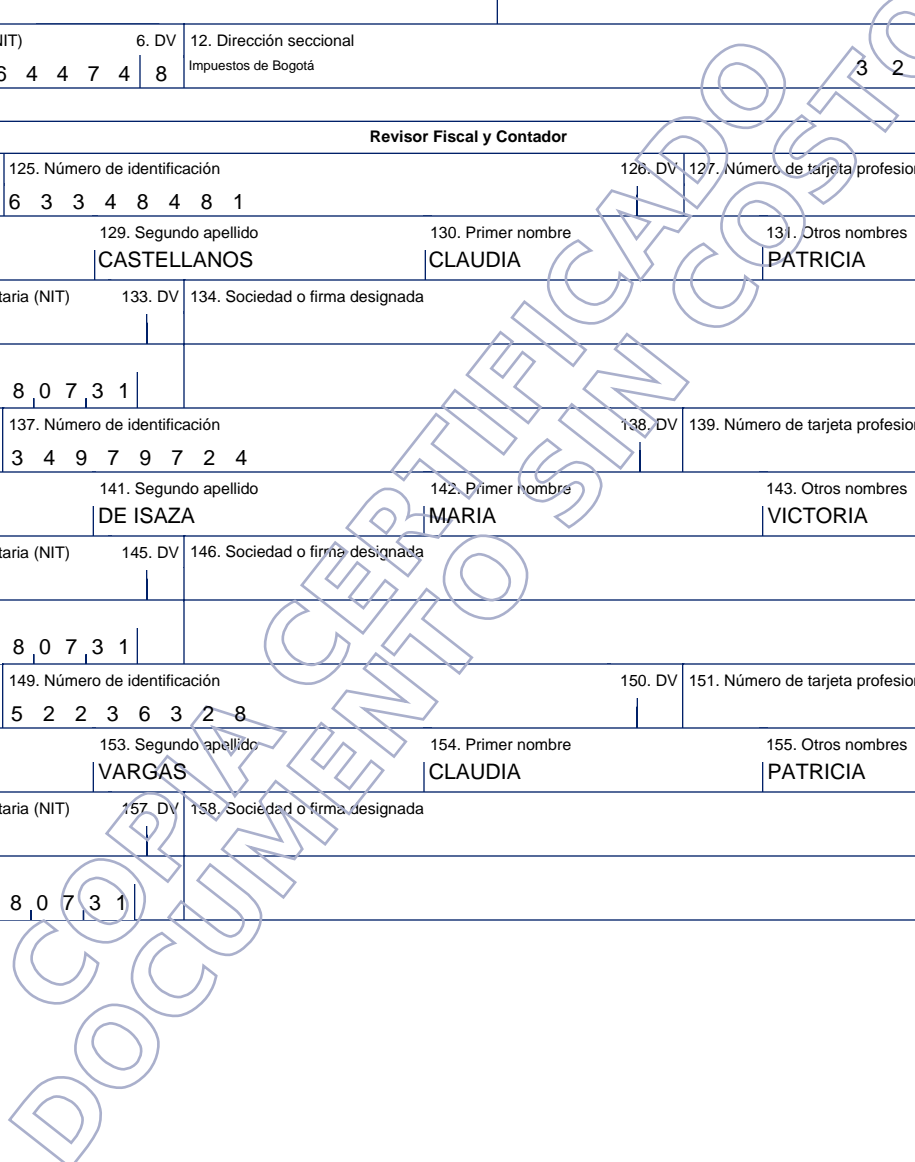 NIT) 6. DV 12. Dirección seccional
6 4 4 7 4 8 Impuestos de Bogotá 3 2
Revisor Fiscal y Contador
125. Número de identificación 126. DV 127. Número de tarjeta profesion
6 3 3 4 8 4 8 1
129. Segundo apellido 130. Primer nombre 131. Otros nombres
CASTELLANOS CLAUDIA PATRICIA
taria (NIT) 133. DV 134. Sociedad o firma designada
8 0 7 3 1
137. Número de identificación 138. DV 139. Número de tarjeta profesion
3 4 9 7 9 7 2 4
141. Segundo apellido 142. Primer nombre 143. Otros nombres
DE ISAZA MARIA VICTORIA
taria (NIT) 145. DV 146. Sociedad o firma designada
8 0 7 3 1
149. Número de identificación 150. DV 151. Número de tarjeta profesion
5 2 2 3 6 3 2 8
153. Segundo apellido 154. Primer nombre 155. Otros nombres
VARGAS CLAUDIA PATRICIA
taria (NIT) 157. DV 158. Sociedad o firma designada
8 0 7 3 1
COPIA CERTIFICADO
DOCUMENTO SIN COSTO